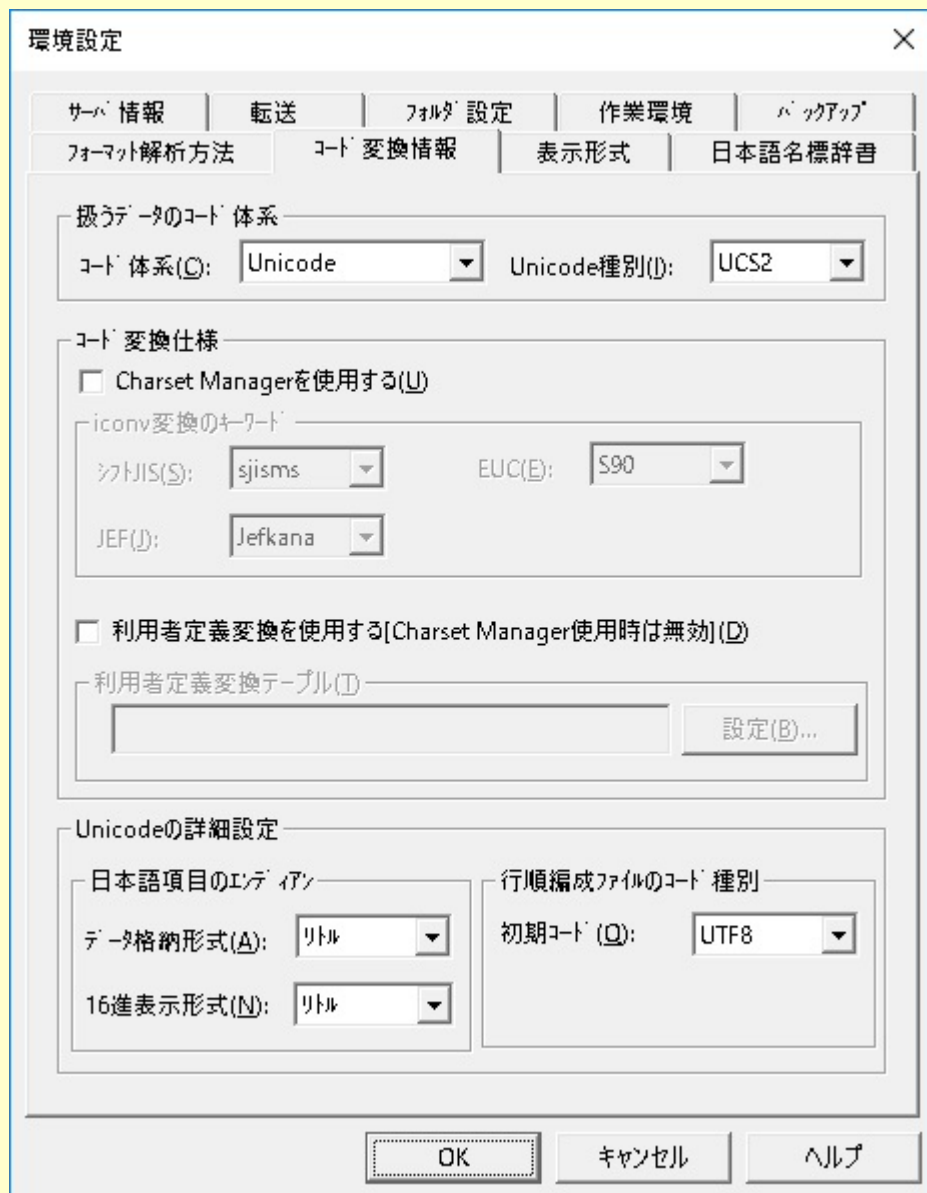 環境設定
ｻｰﾊﾞ情報
転送
ﾌｫﾙﾀﾞ設定
作業環境
ﾊﾞｯｸｱｯﾌﾟ
ﾌｫｰﾏｯﾄ解析方法
ｺｰﾄﾞ変換情報
表示形式
日本語名標辞書
扱うﾃﾞｰﾀのｺｰﾄﾞ体系
ｺｰﾄﾞ体系(C): Unicode
Unicode種別(I): UCS2
ｺｰﾄﾞ変換仕様
Charset Managerを使用する(U)
iconv変換のｷｰﾜｰﾄﾞ
ｼﾌﾄJIS(S): sjisms
EUC(E): S90
JEF(J): Jefkana
利用者定義変換を使用する[Charset Manager使用時は無効](D)
利用者定義変換テーブル(T)
設定(B)...
Unicodeの詳細設定
日本語項目のｴﾝﾃﾞｨｱﾝ
ﾃﾞｰﾀ格納形式(A): ﾘﾄﾙ
16進表示形式(N): ﾘﾄﾙ
行順編成ﾌｧｲﾙのｺｰﾄﾞ種別
初期ｺｰﾄﾞ(O): UTF8
OK
キャンセル
ヘルプ